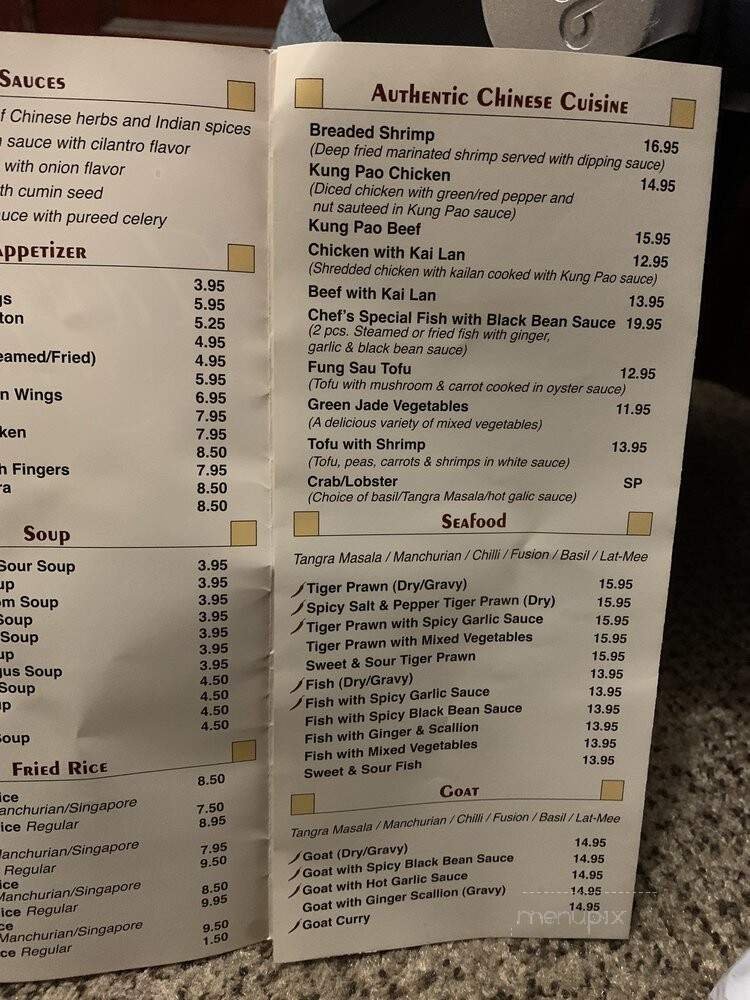 Sauces
f Chinese herbs and Indian spices
sauce with cilantro flavor
with onion flavor
th cumin seed
uce with pureed celery
ppetizer
3.95
gs 5.95
ton 5.25
4.95
eamed/Fried) 4.95
5.95
n Wings 6.95
7.95
ken 7.95
8.50
h Fingers 7.95
ra 8.50
8.50
Soup
Sour Soup 3.95
up 3.95
om Soup 3.95
Soup 3.95
Soup 3.95
up 3.95
gus Soup 3.95
Soup 4.50
up 4.50
4.50
Soup
Fried Rice
ice 8.50
anchurian/Singapore
ice Regular 7.50
8.95
Manchurian/Singapore
Regular 7.95
9.50
ice
Manchurian/Singapore
ice Regular 8.50
9.95
ce
Manchurian/Singapore
ice Regular 9.50
1.50
Authentic Chinese Cuisine
Breaded Shrimp 16.95
(Deep fried marinated shrimp served with dipping sauce)
Kung Pao Chicken 14.95
(Diced chicken with green/red pepper and
nut sauteed in Kung Pao sauce)
Kung Pao Beef 15.95
Chicken with Kai Lan 12.95
(Shredded chicken with kailan cooked with Kung Pao sauce)
Beef with Kai Lan 13.95
Chef's Special Fish with Black Bean Sauce 19.95
(2 pcs. Steamed or fried fish with ginger,
garlic & black bean sauce)
Fung Sau Tofu 12.95
(Tofu with mushroom & carrot cooked in oyster sauce)
Green Jade Vegetables 11.95
(A delicious variety of mixed vegetables)
Tofu with Shrimp 13.95
(Tofu, peas, carrots & shrimps in white sauce)
Crab/Lobster SP
(Choice of basil/Tangra Masala/hot galic sauce)
Seafood
Tangra Masala / Manchurian / Chilli / Fusion / Basil / Lat-Mee
Tiger Prawn (Dry/Gravy) 15.95
Spicy Salt & Pepper Tiger Prawn (Dry) 15.95
Tiger Prawn with Spicy Garlic Sauce 15.95
Tiger Prawn with Mixed Vegetables 15.95
Sweet & Sour Tiger Prawn 15.95
Fish (Dry/Gravy) 13.95
Fish with Spicy Garlic Sauce 13.95
Fish with Spicy Black Bean Sauce 13.95
Fish with Ginger & Scallion 13.95
Fish with Mixed Vegetables 13.95
Sweet & Sour Fish 13.95
Goat
Tangra Masala / Manchurian / Chilli / Fusion / Basil / Lat-Mee
Goat (Dry/Gravy) 14.95
Goat with Spicy Black Bean Sauce 14.95
Goat with Hot Garlic Sauce 14.95
Goat with Ginger Scallion (Gravy) 14.95
Goat Curry 14.95
menupix